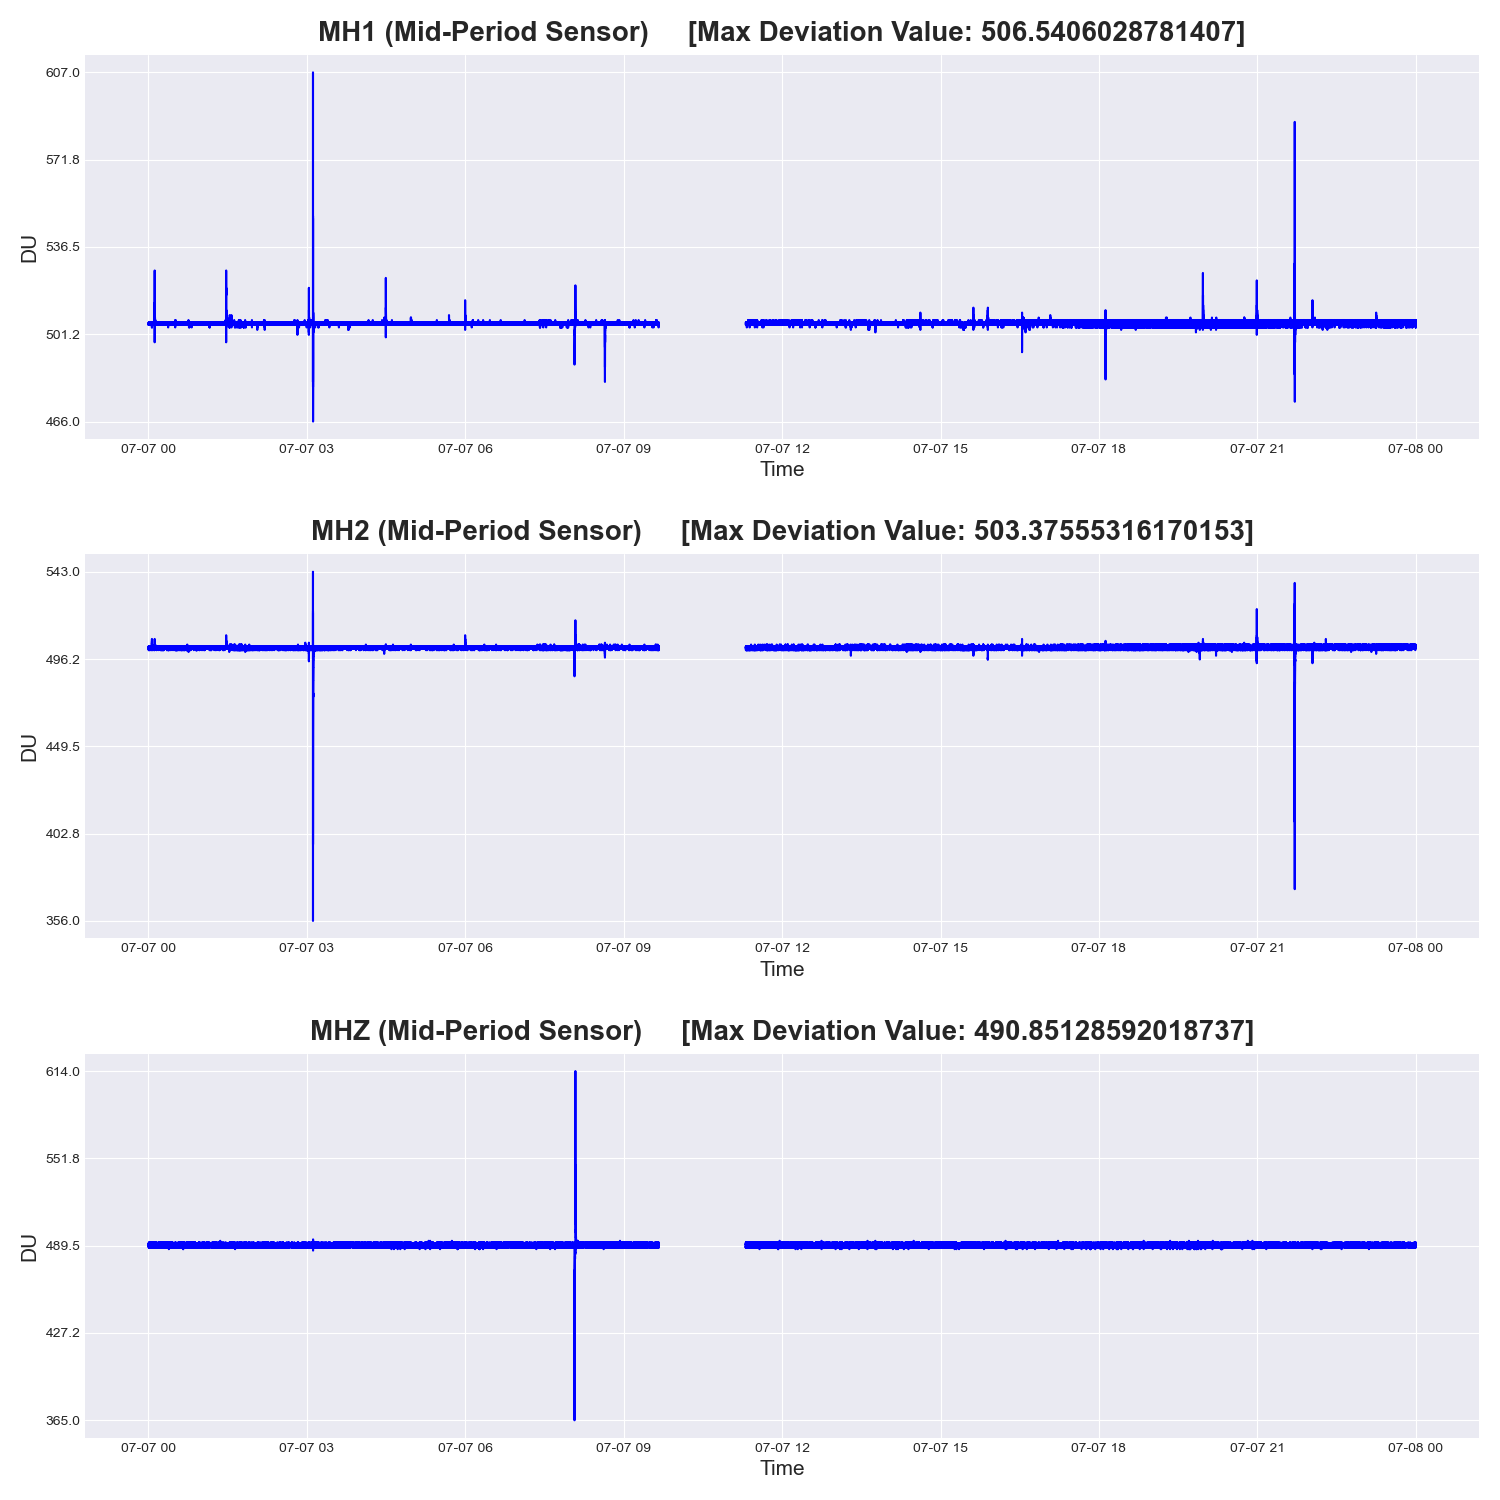 MH1 (Mid-Period Sensor) [Max Deviation Value: 506.5406028781407]
607.0
571.8
536.5
501.2
466.0
DU
07-07 00 07-07 03 07-07 06 07-07 09 07-07 12 07-07 15 07-07 18 07-07 21 07-08 00
Time
MH2 (Mid-Period Sensor) [Max Deviation Value: 503.37555316170153]
543.0
496.2
449.5
402.8
356.0
DU
07-07 00 07-07 03 07-07 06 07-07 09 07-07 12 07-07 15 07-07 18 07-07 21 07-08 00
Time
MHZ (Mid-Period Sensor) [Max Deviation Value: 490.85128592018737]
614.0
551.8
489.5
427.2
365.0
DU
07-07 00 07-07 03 07-07 06 07-07 09 07-07 12 07-07 15 07-07 18 07-07 21 07-08 00
Time